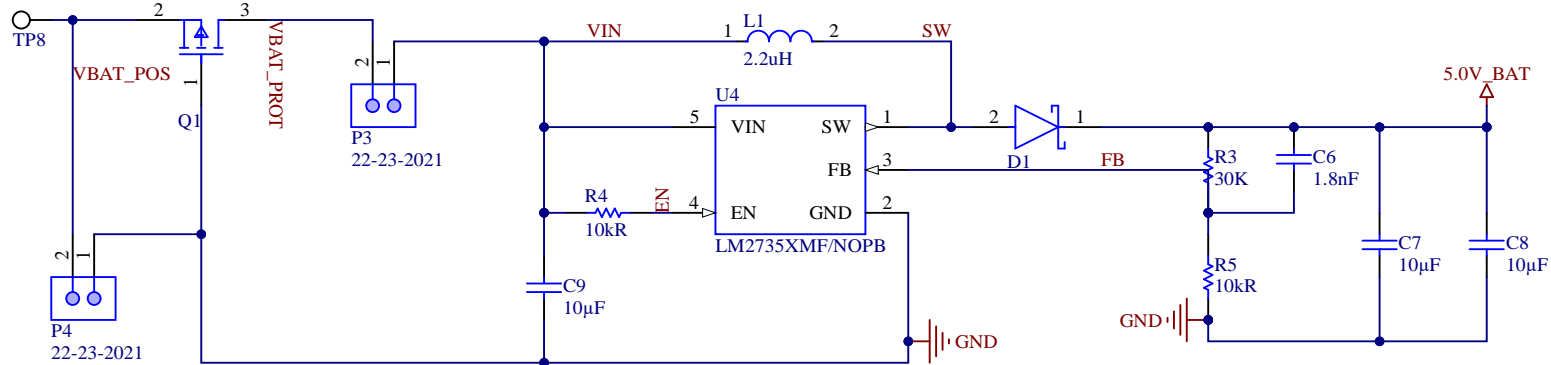 TP8
2
3
VBAT_POS
1
Q1
VBAT_PROT
2
1
P3
22-23-2021
2
1
P4
22-23-2021
VIN
1
L1
2
2.2uH
SW
U4
5
VIN
SW
1
FB
3
4
EN
GND
2
LM2735XMF/NOPB
R4
10kR
EN
C9
10µF
GND
2
1
D1
FB
R3
30K
C6
1.8nF
R5
10kR
GND
C7
10µF
C8
10µF
5.0V_BAT